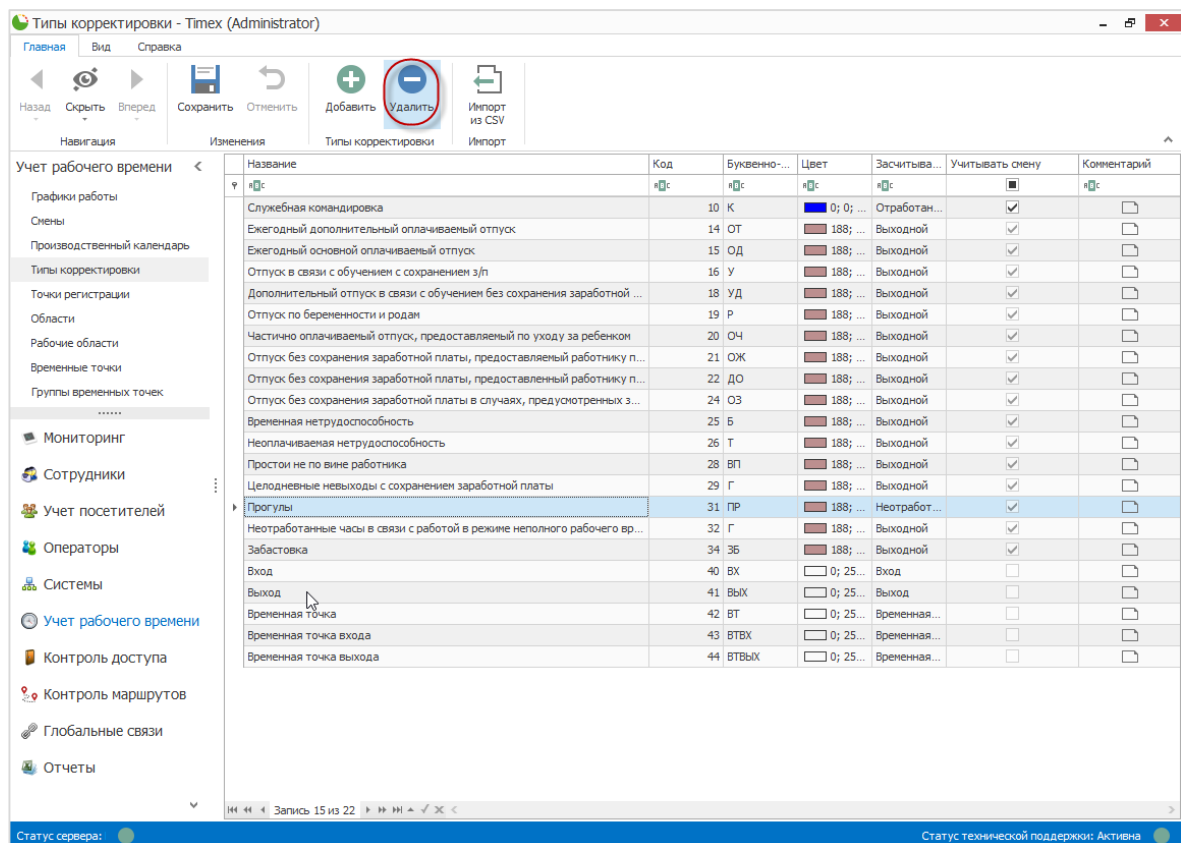 Типы корректировки - Timex (Administrator)
Главная Вид Справка
Назад Скрыть Вперед Сохранить Отменить Добавить Удалить Импорт из CSV
Навигация Изменения Типы корректировки Импорт
Учет рабочего времени
Графики работы
Смены
Производственный календарь
Типы корректировки
Точки регистрации
Области
Рабочие области
Временные точки
Группы временных точек
Мониторинг
Сотрудники
Учет посетителей
Операторы
Системы
Учет рабочего времени
Контроль доступа
Контроль маршрутов
Глобальные связи
Отчеты
Название Код Буквенно-... Цвет Засчитыва... Учитывать смену Комментарий
Служебная командировка 10 К 0; 0; ... Отработан...
Ежегодный дополнительный оплачиваемый отпуск 14 ОТ 188; ... Выходной
Ежегодный основной оплачиваемый отпуск 15 ОД 188; ... Выходной
Отпуск в связи с обучением с сохранением з/п 16 У 188; ... Выходной
Дополнительный отпуск в связи с обучением без сохранения заработной ... 18 УД 188; ... Выходной
Отпуск по беременности и родам 19 Р 188; ... Выходной
Частично оплачиваемый отпуск, предоставляемый по уходу за ребенком 20 ОЧ 188; ... Выходной
Отпуск без сохранения заработной платы, предоставляемый работнику п... 21 ОЖ 188; ... Выходной
Отпуск без сохранения заработной платы, предоставленный работнику п... 22 ДО 188; ... Выходной
Отпуск без сохранения заработной платы в случаях, предусмотренных з... 24 ОЗ 188; ... Выходной
Временная нетрудоспособность 25 Б 188; ... Выходной
Неоплачиваемая нетрудоспособность 26 Т 188; ... Выходной
Простои не по вине работника 28 ВП 188; ... Выходной
Целодневные невыходы с сохранением заработной платы 29 Г 188; ... Выходной
Прогулы 31 ПР 188; ... Неотработ...
Неотработанные часы в связи с работой в режиме неполного рабочего вр... 32 Г 188; ... Выходной
Забастовка 34 ЗБ 188; ... Выходной
Вход 40 ВХ 0; 25... Вход
Выход 41 ВЫХ 0; 25... Выход
Временная точка 42 ВТ 0; 25... Временная...
Временная точка входа 43 ВТВХ 0; 25... Временная...
Временная точка выхода 44 ВТВЫХ 0; 25... Временная...
Запись 15 из 22
Статус сервера: Статус технической поддержки: Активна